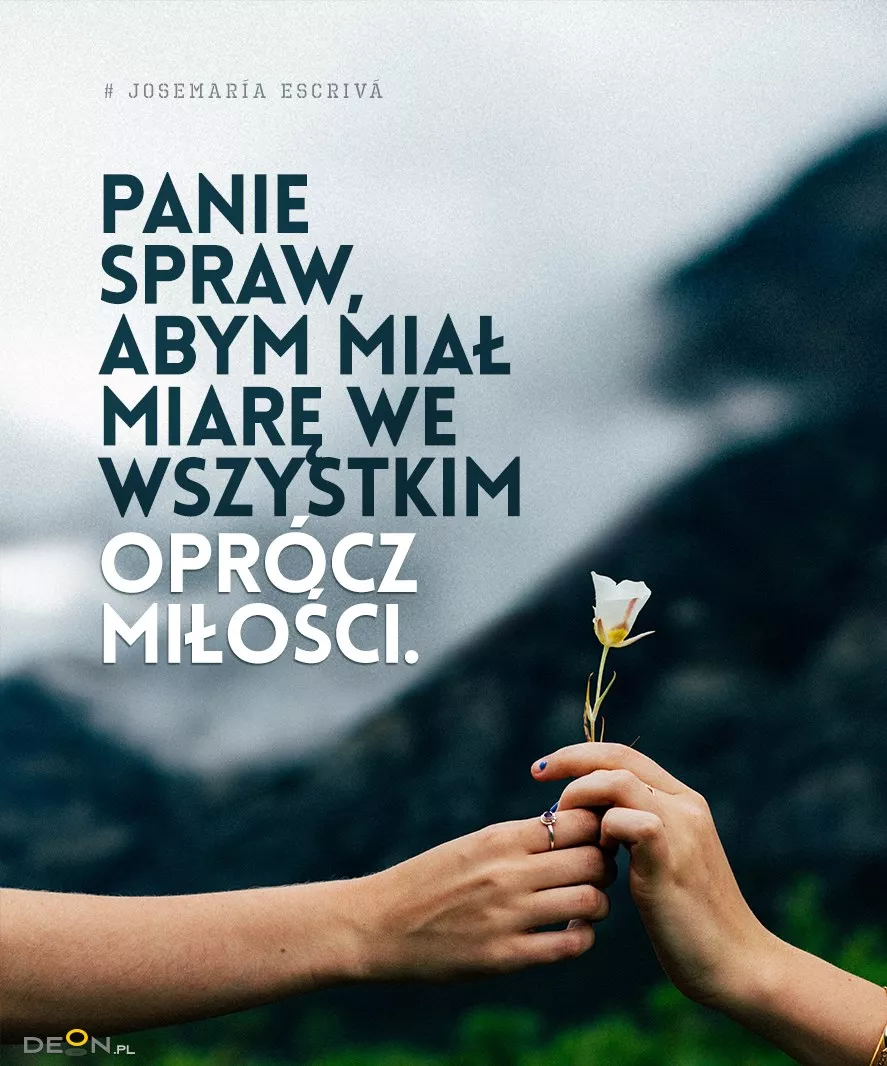 # JOSEMARÍA ESCRIVÁ
PANIE
SPRAW,
ABYM MIAŁ
MIARĘ WE
WSZYSTKIM
OPRÓCZ
MIŁOŚCI.
DEON.PL